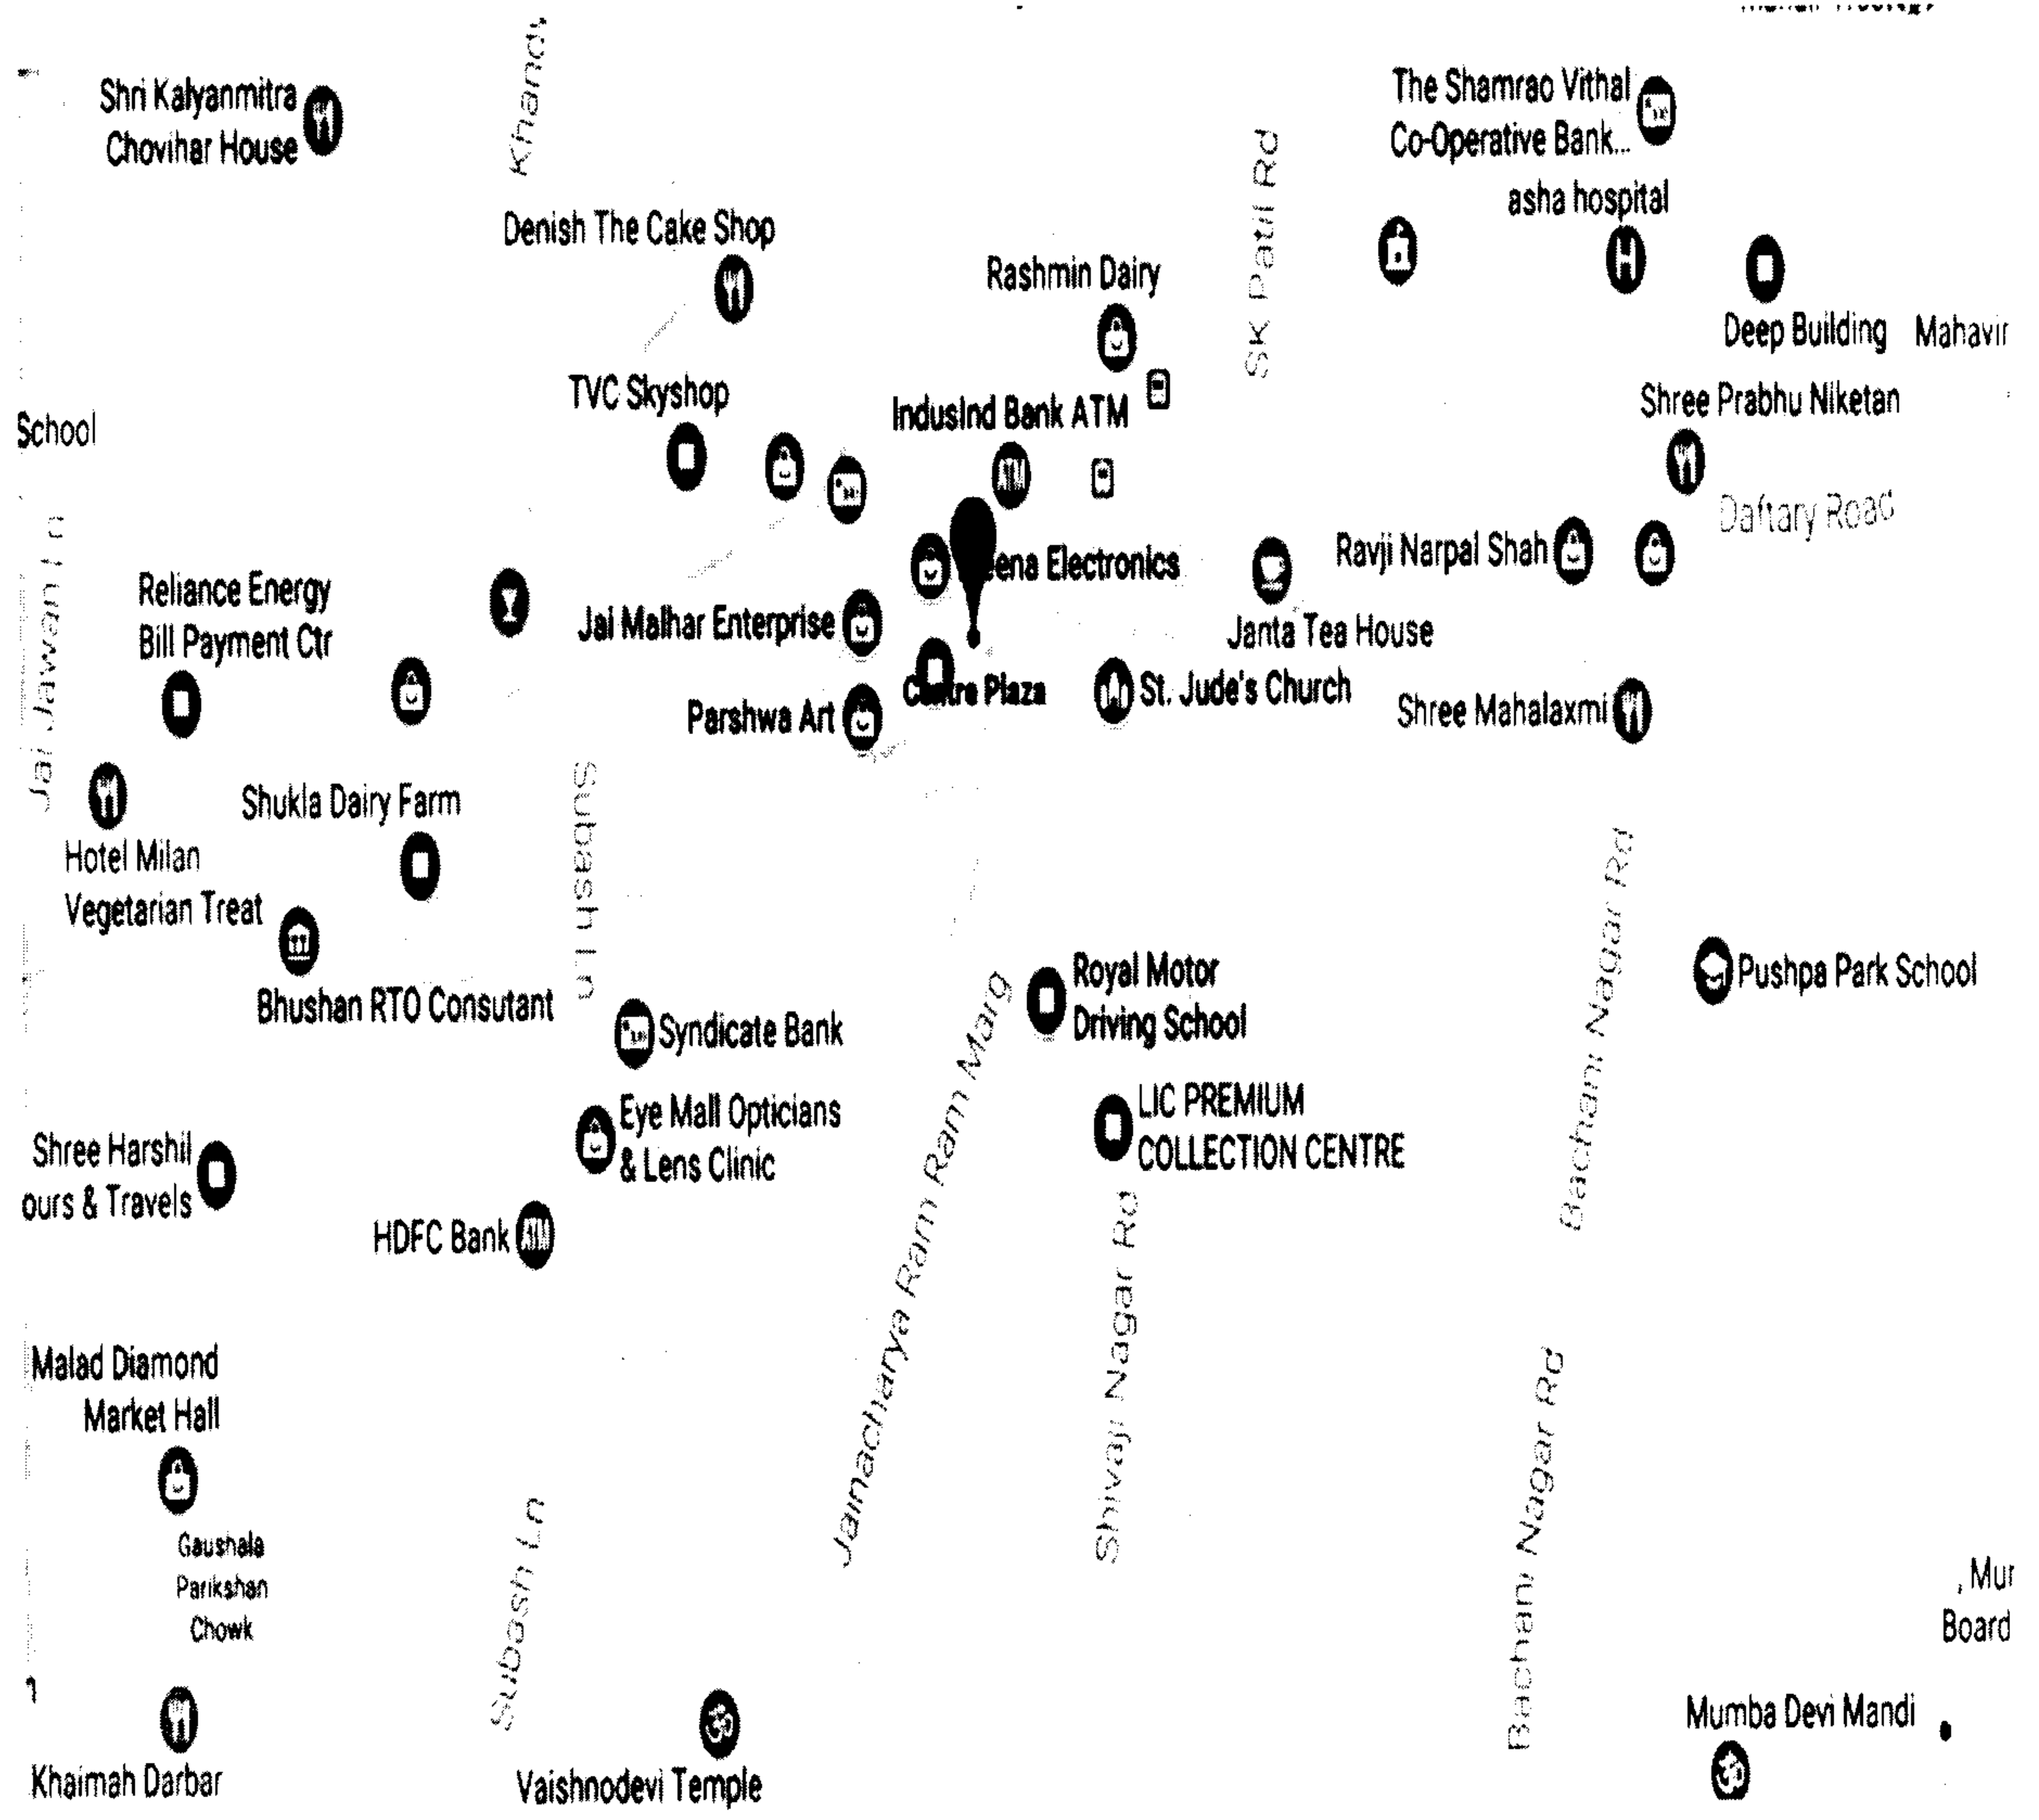 Shri Kalyanmitra
Chovihar House
The Shamrao Vithal
Co-Operative Bank...
asha hospital
SK Patil Rd
Denish The Cake Shop
Rashmin Dairy
Deep Building
Mahavir
TVC Skyshop
IndusInd Bank ATM
ATM
Shree Prabhu Niketan
School
Daftary Road
Jai Jawan Ln
Reliance Energy
Bill Payment Ctr
Jai Malhar Enterprise
ena Electronics
Ravji Narpal Shah
Janta Tea House
Centre Plaza
St. Jude's Church
Parshwa Art
Shree Mahalaxmi
Shukla Dairy Farm
Subash Ln
Hotel Milan
Vegetarian Treat
Bachani Nagar Rd
Bhushan RTO Consutant
Royal Motor
Driving School
Pushpa Park School
Syndicate Bank
Jainacharya Ram Ram Marg
Eye Mall Opticians
& Lens Clinic
LIC PREMIUM
COLLECTION CENTRE
Shree Harshil
ours & Travels
HDFC Bank
ATM
Shivaji Nagar Rd
Malad Diamond
Market Hall
Bachani Nagar Rd
Gaushala
Parikshan
Chowk
Subash Ln
, Mur
Board
Mumba Devi Mandi
Khaimah Darbar
Vaishnodevi Temple